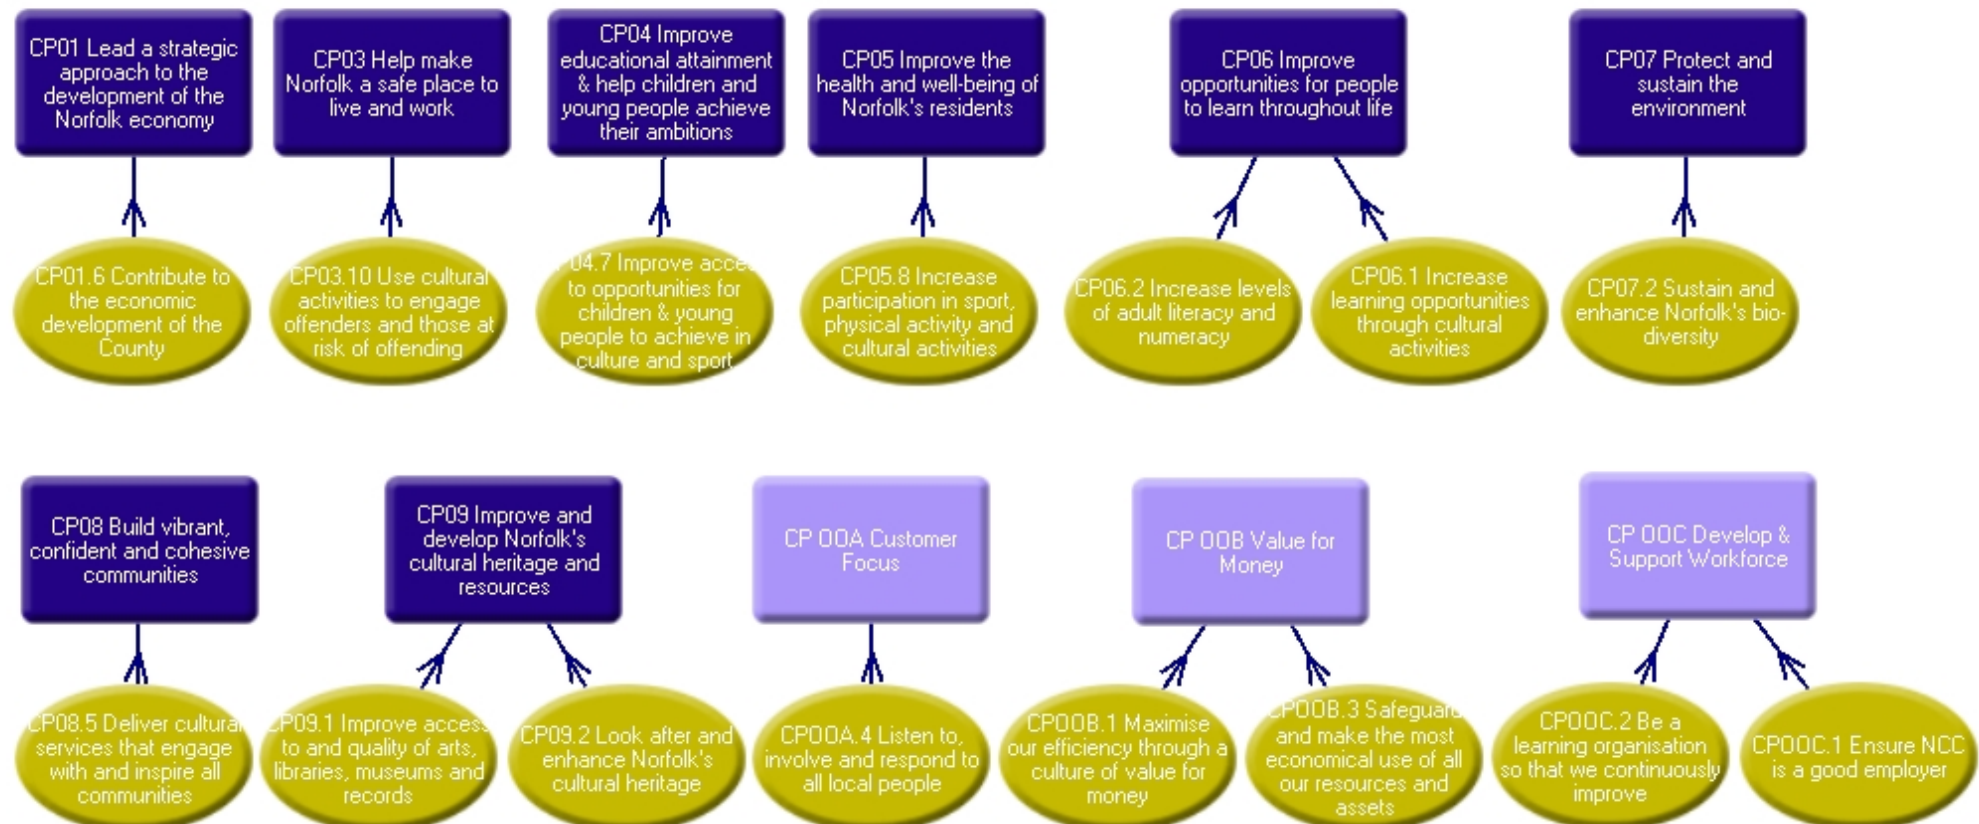 CP01 Lead a strategic
approach to the
development of the
Norfolk economy
CP03 Help make
Norfolk a safe place to
live and work
CP04 Improve
educational attainment
& help children and
young people achieve
their ambitions
CP05 Improve the
health and well-being of
Norfolk's residents
CP06 Improve
opportunities for people
to learn throughout life
CP07 Protect and
sustain the
environment
CP01.6 Contribute to
the economic
development of the
County
CP03.10 Use cultural
activities to engage
offenders and those at
risk of offending
04.7 Improve acce
to opportunities for
children & young
people to achieve in
culture and sport
CP05.8 Increase
participation in sport,
physical activity and
cultural activities
CP06.2 Increase levels
of adult literacy and
numeracy
CP06.1 Increase
learning opportunities
through cultural
activities
CP07.2 Sustain and
enhance Norfolk's bio-
diversity
CP08 Build vibrant,
confident and cohesive
communities
CP09 Improve and
develop Norfolk's
cultural heritage and
resources
CP OOA Customer
Focus
CP OOB Value for
Money
CP OOC Develop &
Support Workforce
CP08.5 Deliver cultural
services that engage
with and inspire all
communities
CP09.1 Improve access
to and quality of arts,
libraries, museums and
records
CP09.2 Look after and
enhance Norfolk's
cultural heritage
CPOOA.4 Listen to,
involve and respond to
all local people
CPOOB.1 Maximise
our efficiency through a
culture of value for
money
CPOOB.3 Safeguard
and make the most
economical use of all
our resources and
assets
CPOOC.2 Be a
learning organisation
so that we continuously
improve
CPOOC.1 Ensure NCC
is a good employer